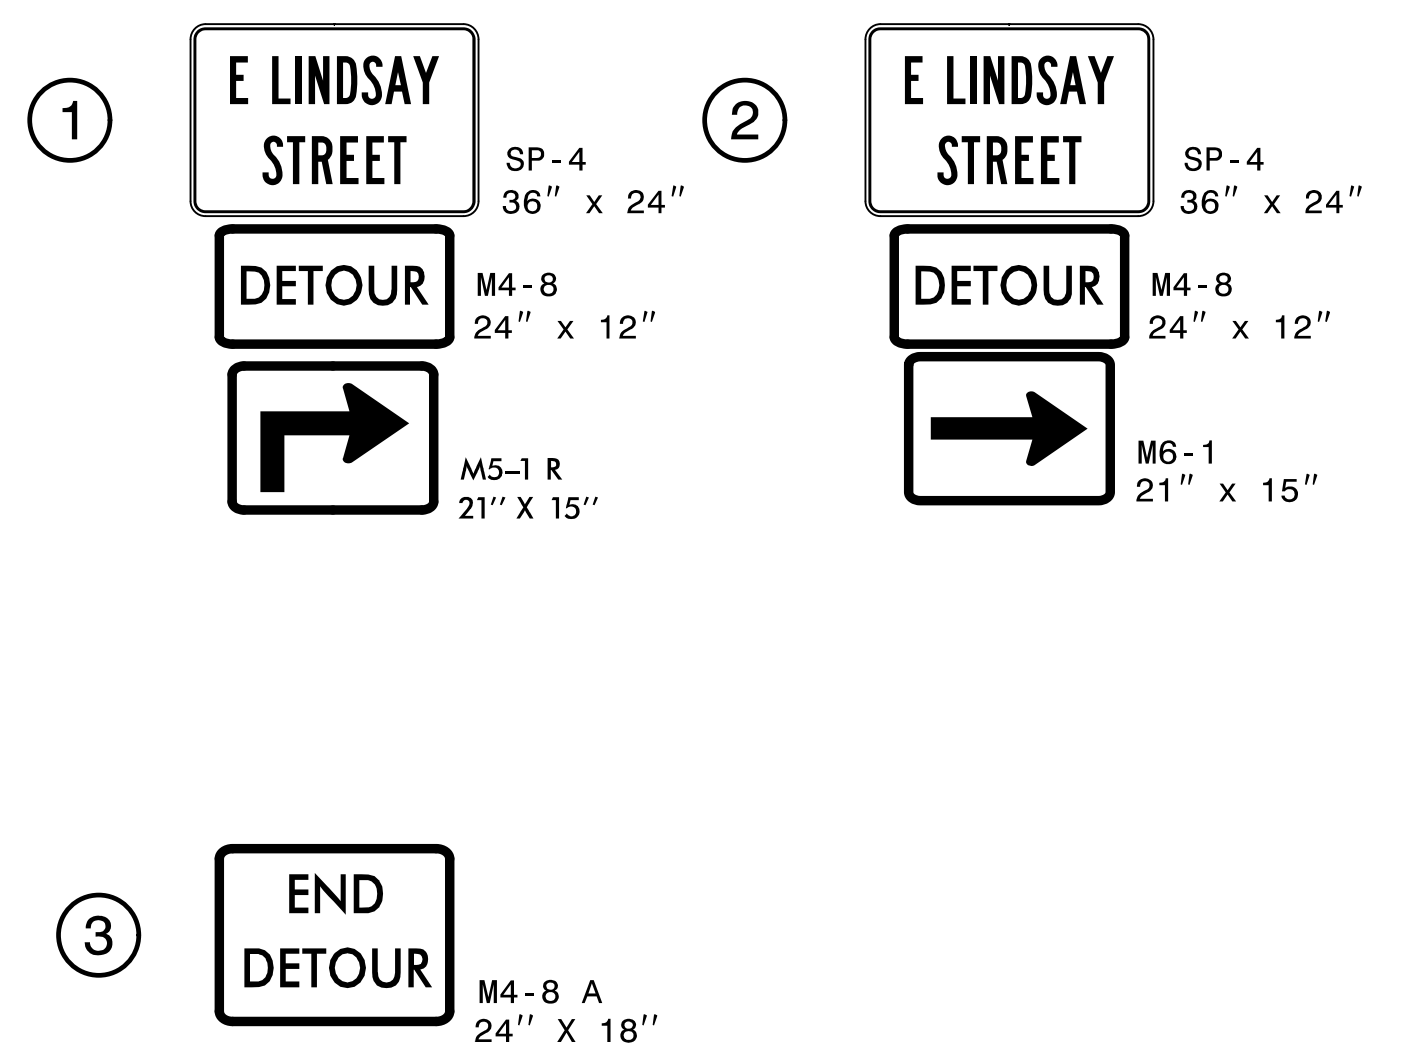 1
E LINDSAY
STREET
SP-4
36" x 24"
DETOUR
M4-8
24" x 12"
M5-1 R
21'' X 15''
2
E LINDSAY
STREET
SP-4
36" x 24"
DETOUR
M4-8
24" x 12"
M6-1
21" x 15"
3
END
DETOUR
M4-8 A
24'' X 18''